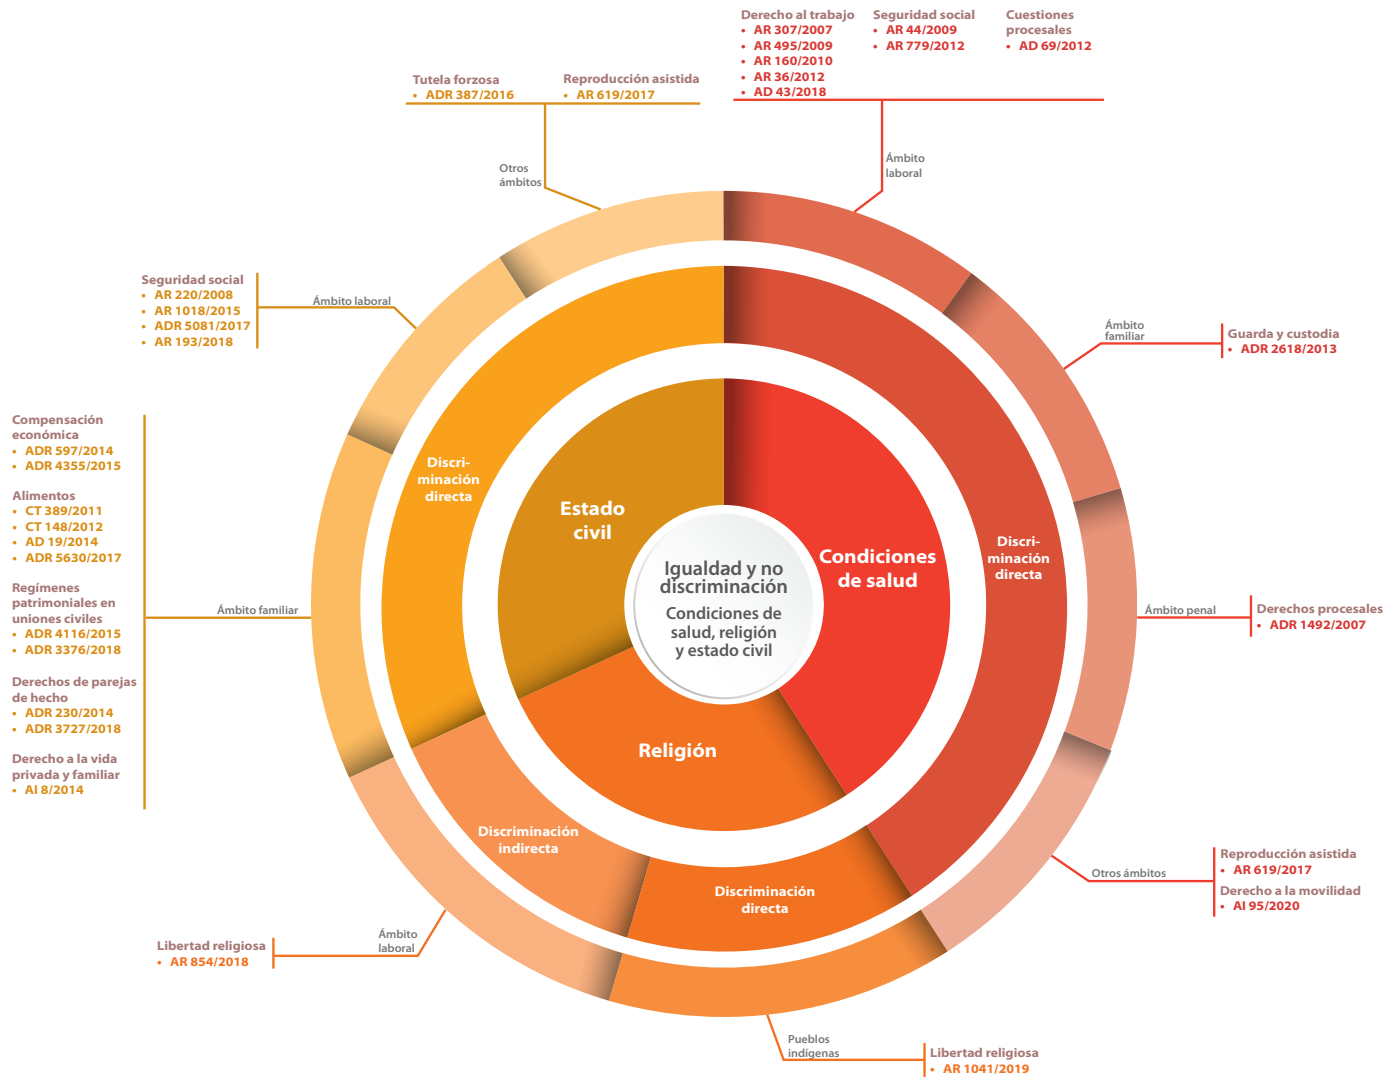 Derecho al trabajo
• AR 307/2007
• AR 495/2009
• AR 160/2010
• AR 36/2012
• AD 43/2018
Seguridad social
• AR 44/2009
• AR 779/2012
Cuestiones
procesales
• AD 69/2012
Ámbito
laboral
Tutela forzosa
• ADR 387/2016
Reproducción asistida
• AR 619/2017
Otros
ámbitos
Seguridad social
• AR 220/2008
• AR 1018/2015
• ADR 5081/2017
• AR 193/2018
Ámbito laboral
Ámbito
familiar
Guarda y custodia
• ADR 2618/2013
Compensación
económica
• ADR 597/2014
• ADR 4355/2015
Alimentos
• CT 389/2011
• CT 148/2012
• AD 19/2014
• ADR 5630/2017
Regímenes
patrimoniales en
uniones civiles
• ADR 4116/2015
• ADR 3376/2018
Derechos de parejas
de hecho
• ADR 230/2014
• ADR 3727/2018
Derecho a la vida
privada y familiar
• AI 8/2014
Ámbito familiar
Discri-
minación
directa
Estado
civil
Igualdad y no
discriminación
Condiciones de
salud, religión
y estado civil
Condiciones
de salud
Discri-
minación
directa
Ámbito penal
Derechos procesales
• ADR 1492/2007
Religión
Discriminación
indirecta
Discriminación
directa
Otros ámbitos
Reproducción asistida
• AR 619/2017
Derecho a la movilidad
• AI 95/2020
Ámbito
laboral
Libertad religiosa
• AR 854/2018
Pueblos
indígenas
Libertad religiosa
• AR 1041/2019